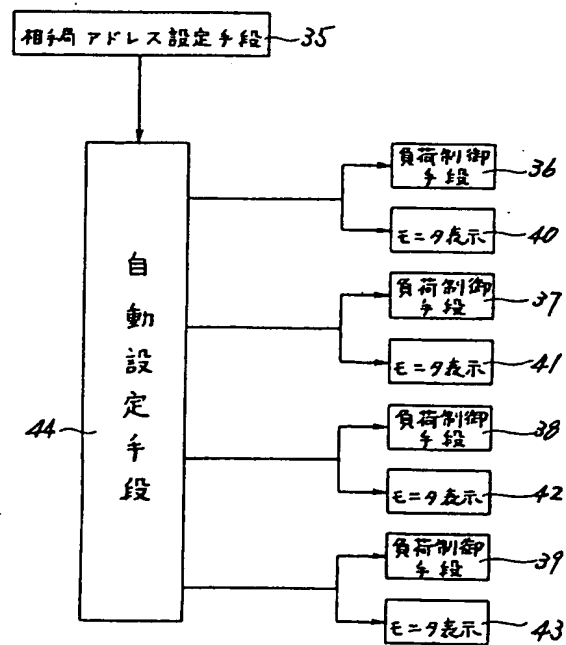 相手局アドレス設定手段 35
負荷制御
手段 36
モニタ表示 40
負荷制御
手段 37
モニタ表示 41
自動設定手段
44
負荷制御
手段 38
モニタ表示 42
負荷制御
手段 39
モニタ表示 43